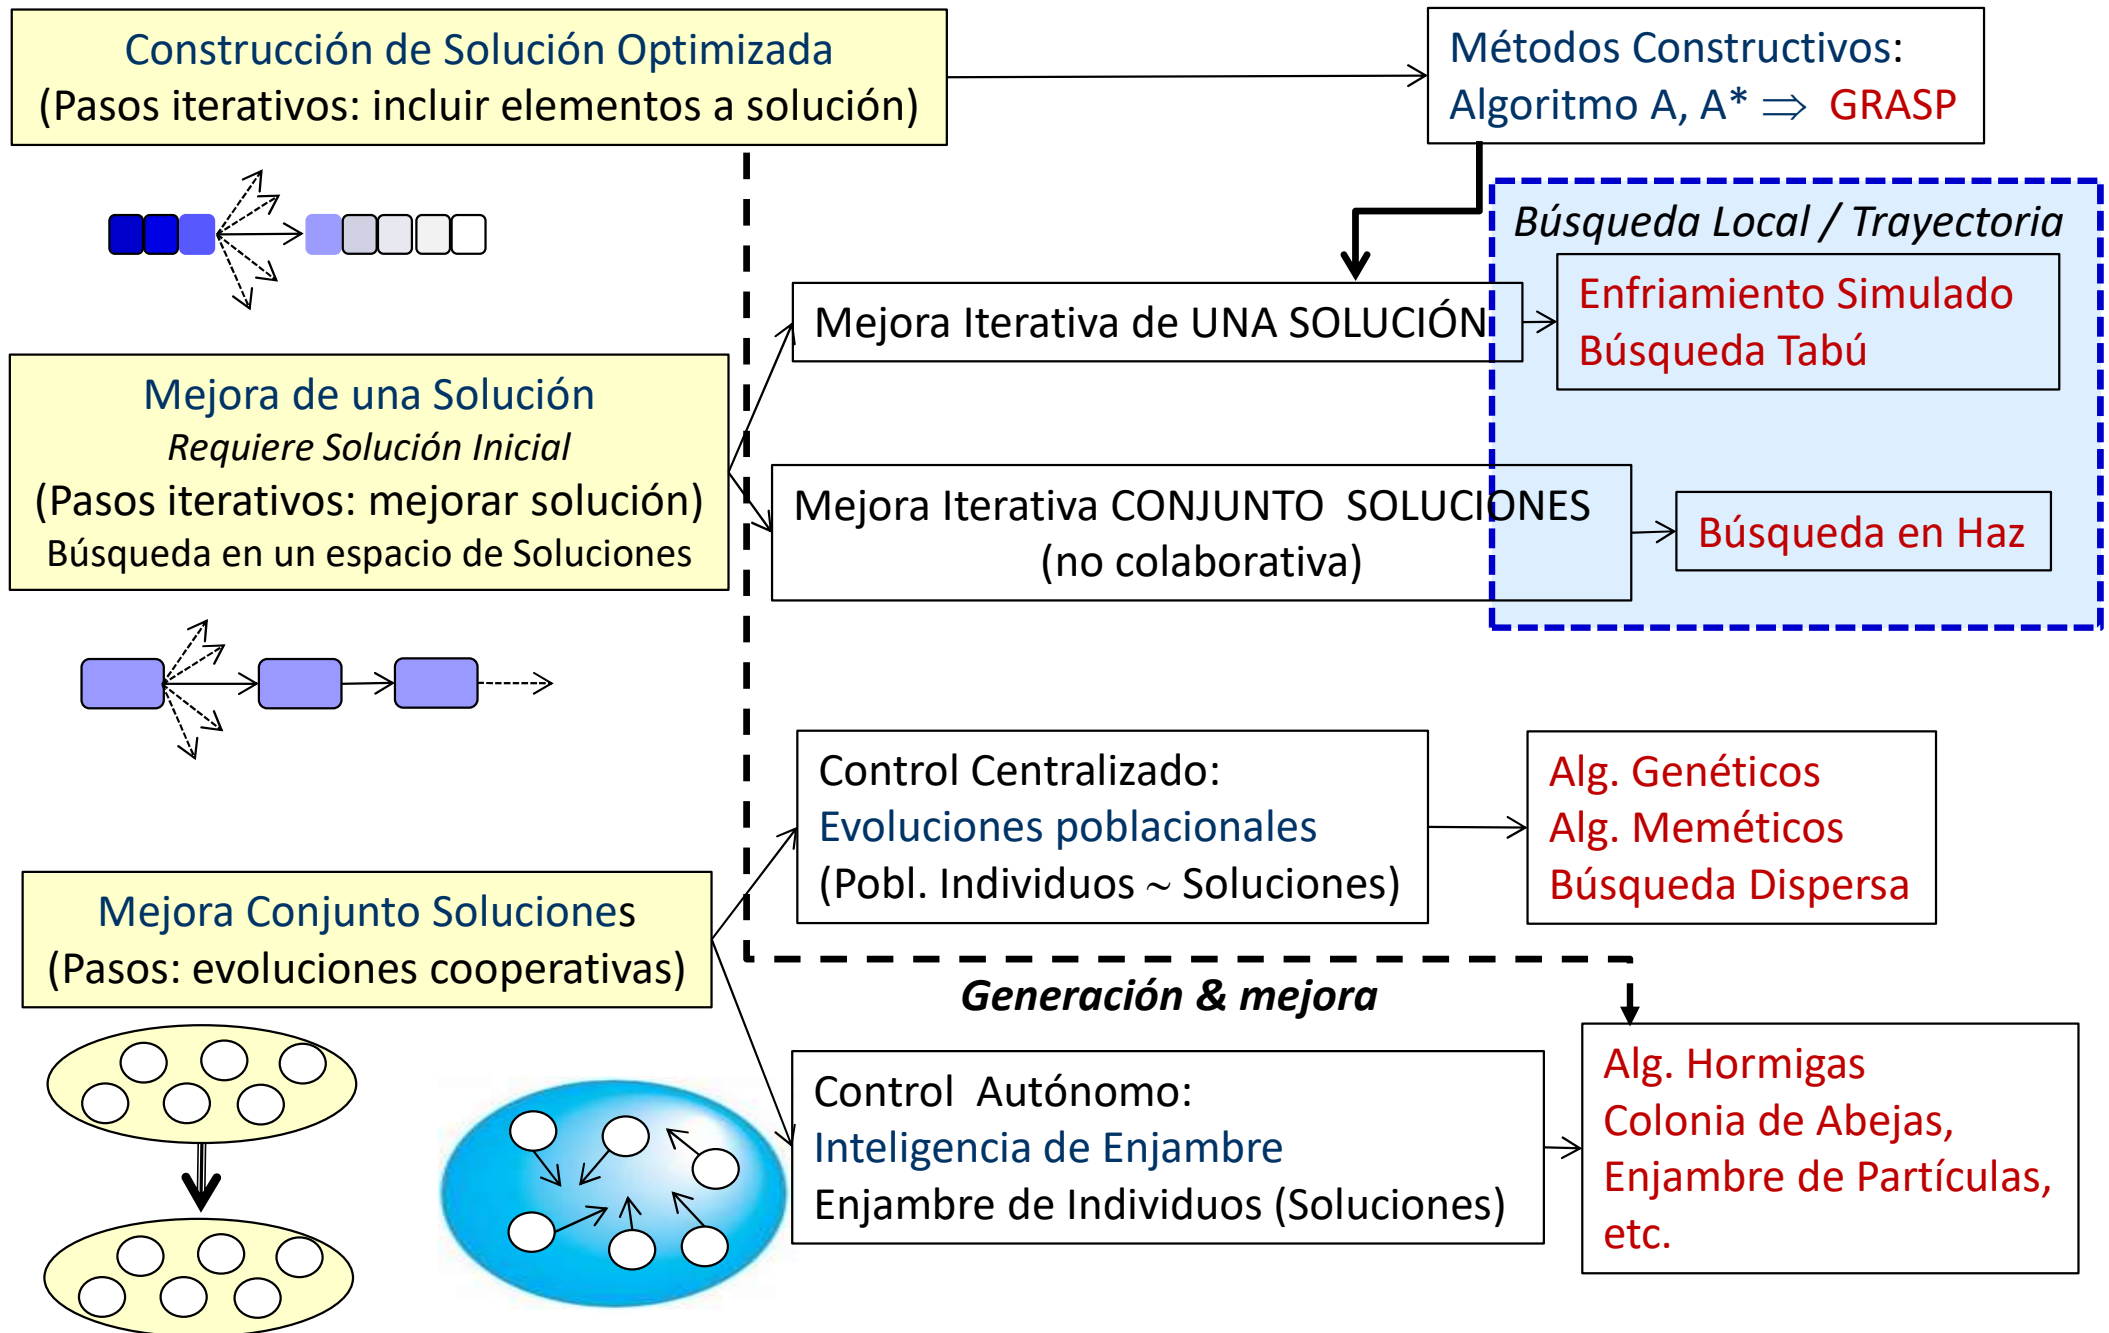 Construcción de Solución Optimizada
(Pasos iterativos: incluir elementos a solución)
Métodos Constructivos:
Algoritmo A, A* ⇒ GRASP
Búsqueda Local / Trayectoria
Mejora Iterativa de UNA SOLUCIÓN
Enfriamiento Simulado
Búsqueda Tabú
Mejora de una Solución
Requiere Solución Inicial
(Pasos iterativos: mejorar solución)
Búsqueda en un espacio de Soluciones
Mejora Iterativa CONJUNTO SOLUCIONES
(no colaborativa)
Búsqueda en Haz
Control Centralizado:
Evoluciones poblacionales
(Pobl. Individuos ~ Soluciones)
Alg. Genéticos
Alg. Meméticos
Búsqueda Dispersa
Mejora Conjunto Soluciones
(Pasos: evoluciones cooperativas)
Generación & mejora
Control Autónomo:
Inteligencia de Enjambre
Enjambre de Individuos (Soluciones)
Alg. Hormigas
Colonia de Abejas,
Enjambre de Partículas,
etc.